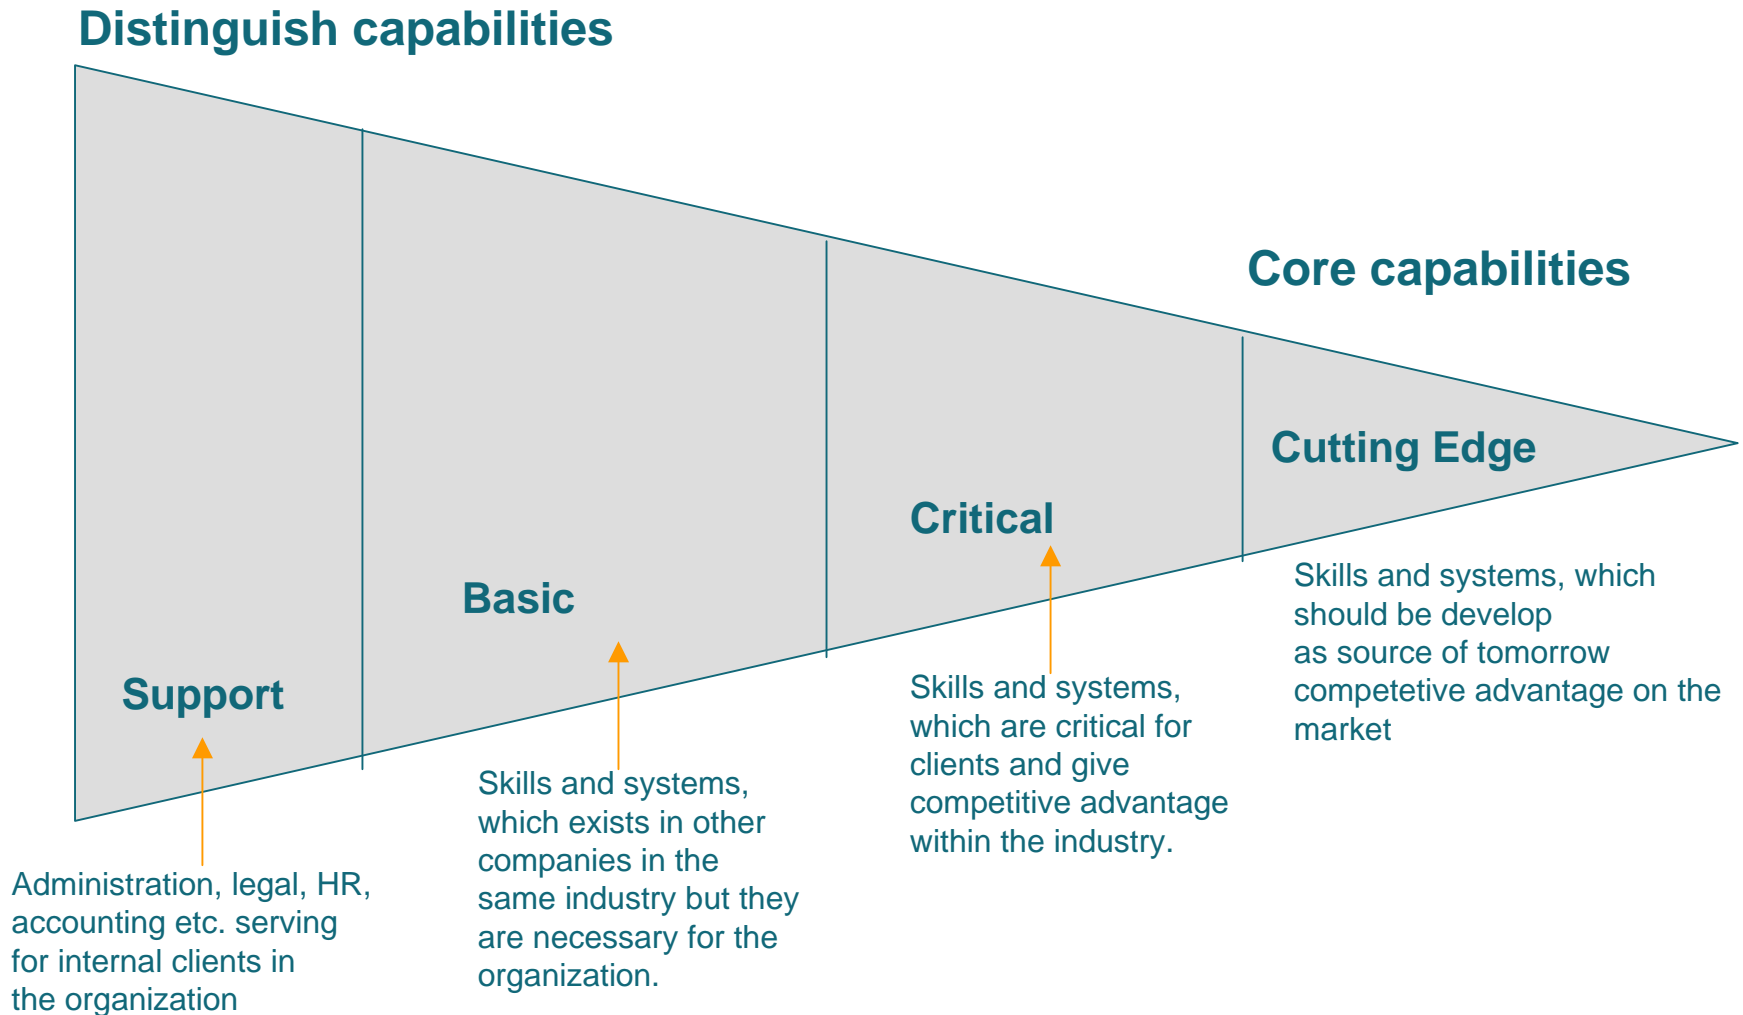 Distinguish capabilities
Core capabilities
Cutting Edge
Critical
Basic
Support
Skills and systems, which
should be develop
as source of tomorrow
competetive advantage on the
market
Skills and systems,
which are critical for
clients and give
competitive advantage
within the industry.
Skills and systems,
which exists in other
companies in the
same industry but they
are necessary for the
organization.
Administration, legal, HR,
accounting etc. serving
for internal clients in
the organization